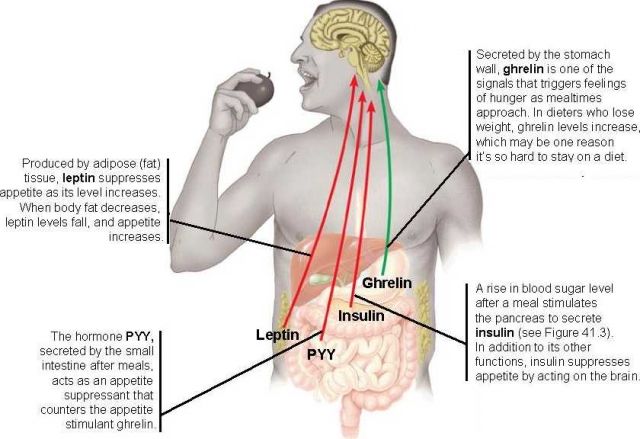 Secreted by the stomach
wall, ghrelin is one of the
signals that triggers feelings
of hunger as mealtimes
approach. In dieters who lose
weight, ghrelin levels increase,
which may be one reason
it's so hard to stay on a diet.
Produced by adipose (fat)
tissue, leptin suppresses
appetite as its level increases.
When body fat decreases,
leptin levels fall, and appetite
increases.
Ghrelin
Insulin
Leptin
PYY
A rise in blood sugar level
after a meal stimulates
the pancreas to secrete
insulin (see Figure 41.3).
In addition to its other
functions, insulin suppresses
appetite by acting on the brain.
The hormone PYY,
secreted by the small
intestine after meals,
acts as an appetite
suppressant that
counters the appetite
stimulant ghrelin.